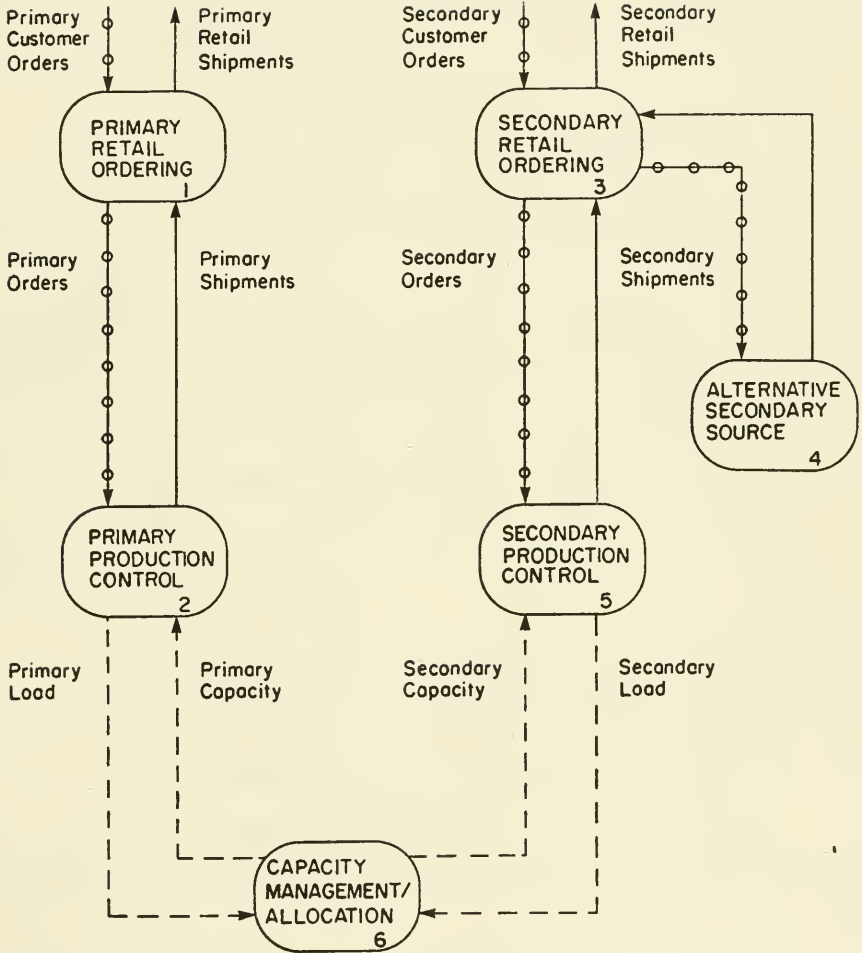 Primary
Customer
Orders
Primary
Retail
Shipments
Secondary
Customer
Orders
Secondary
Retail
Shipments
PRIMARY
RETAIL
ORDERING
1
SECONDARY
RETAIL
ORDERING
3
Primary
Orders
Primary
Shipments
Secondary
Orders
Secondary
Shipments
ALTERNATIVE
SECONDARY
SOURCE
4
PRIMARY
PRODUCTION
CONTROL
2
SECONDARY
PRODUCTION
CONTROL
5
Primary
Load
Primary
Capacity
Secondary
Capacity
Secondary
Load
CAPACITY
MANAGEMENT/
ALLOCATION
6